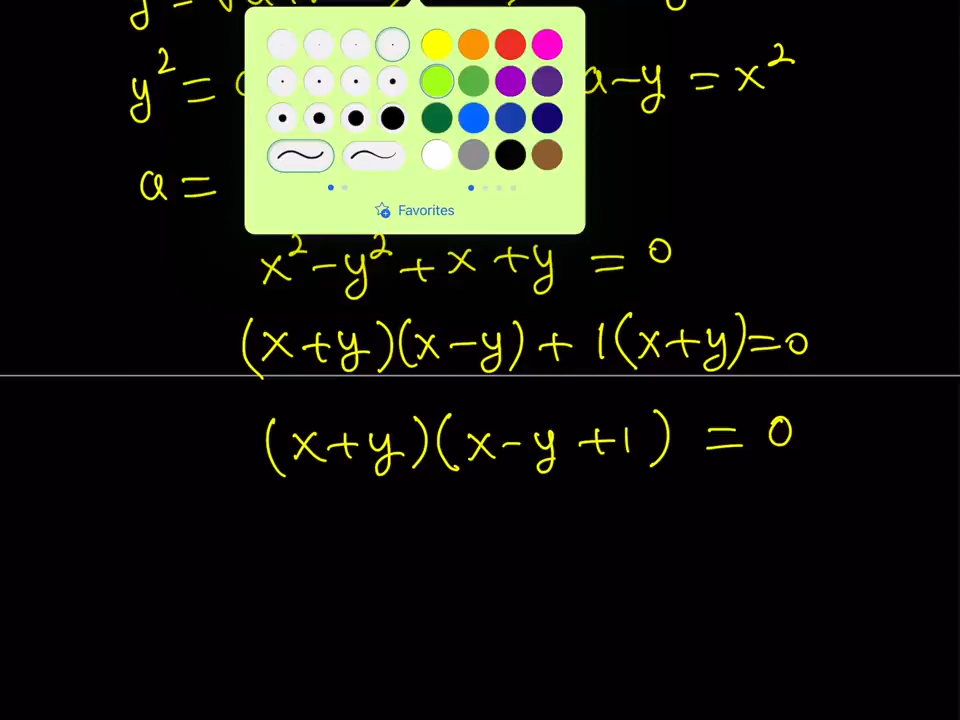 y² = a - y = x²
a =
Favorites
x² - y² + x + y = 0
(x+y)(x-y) + 1(x+y)=0
(x+y)(x-y+1) = 0